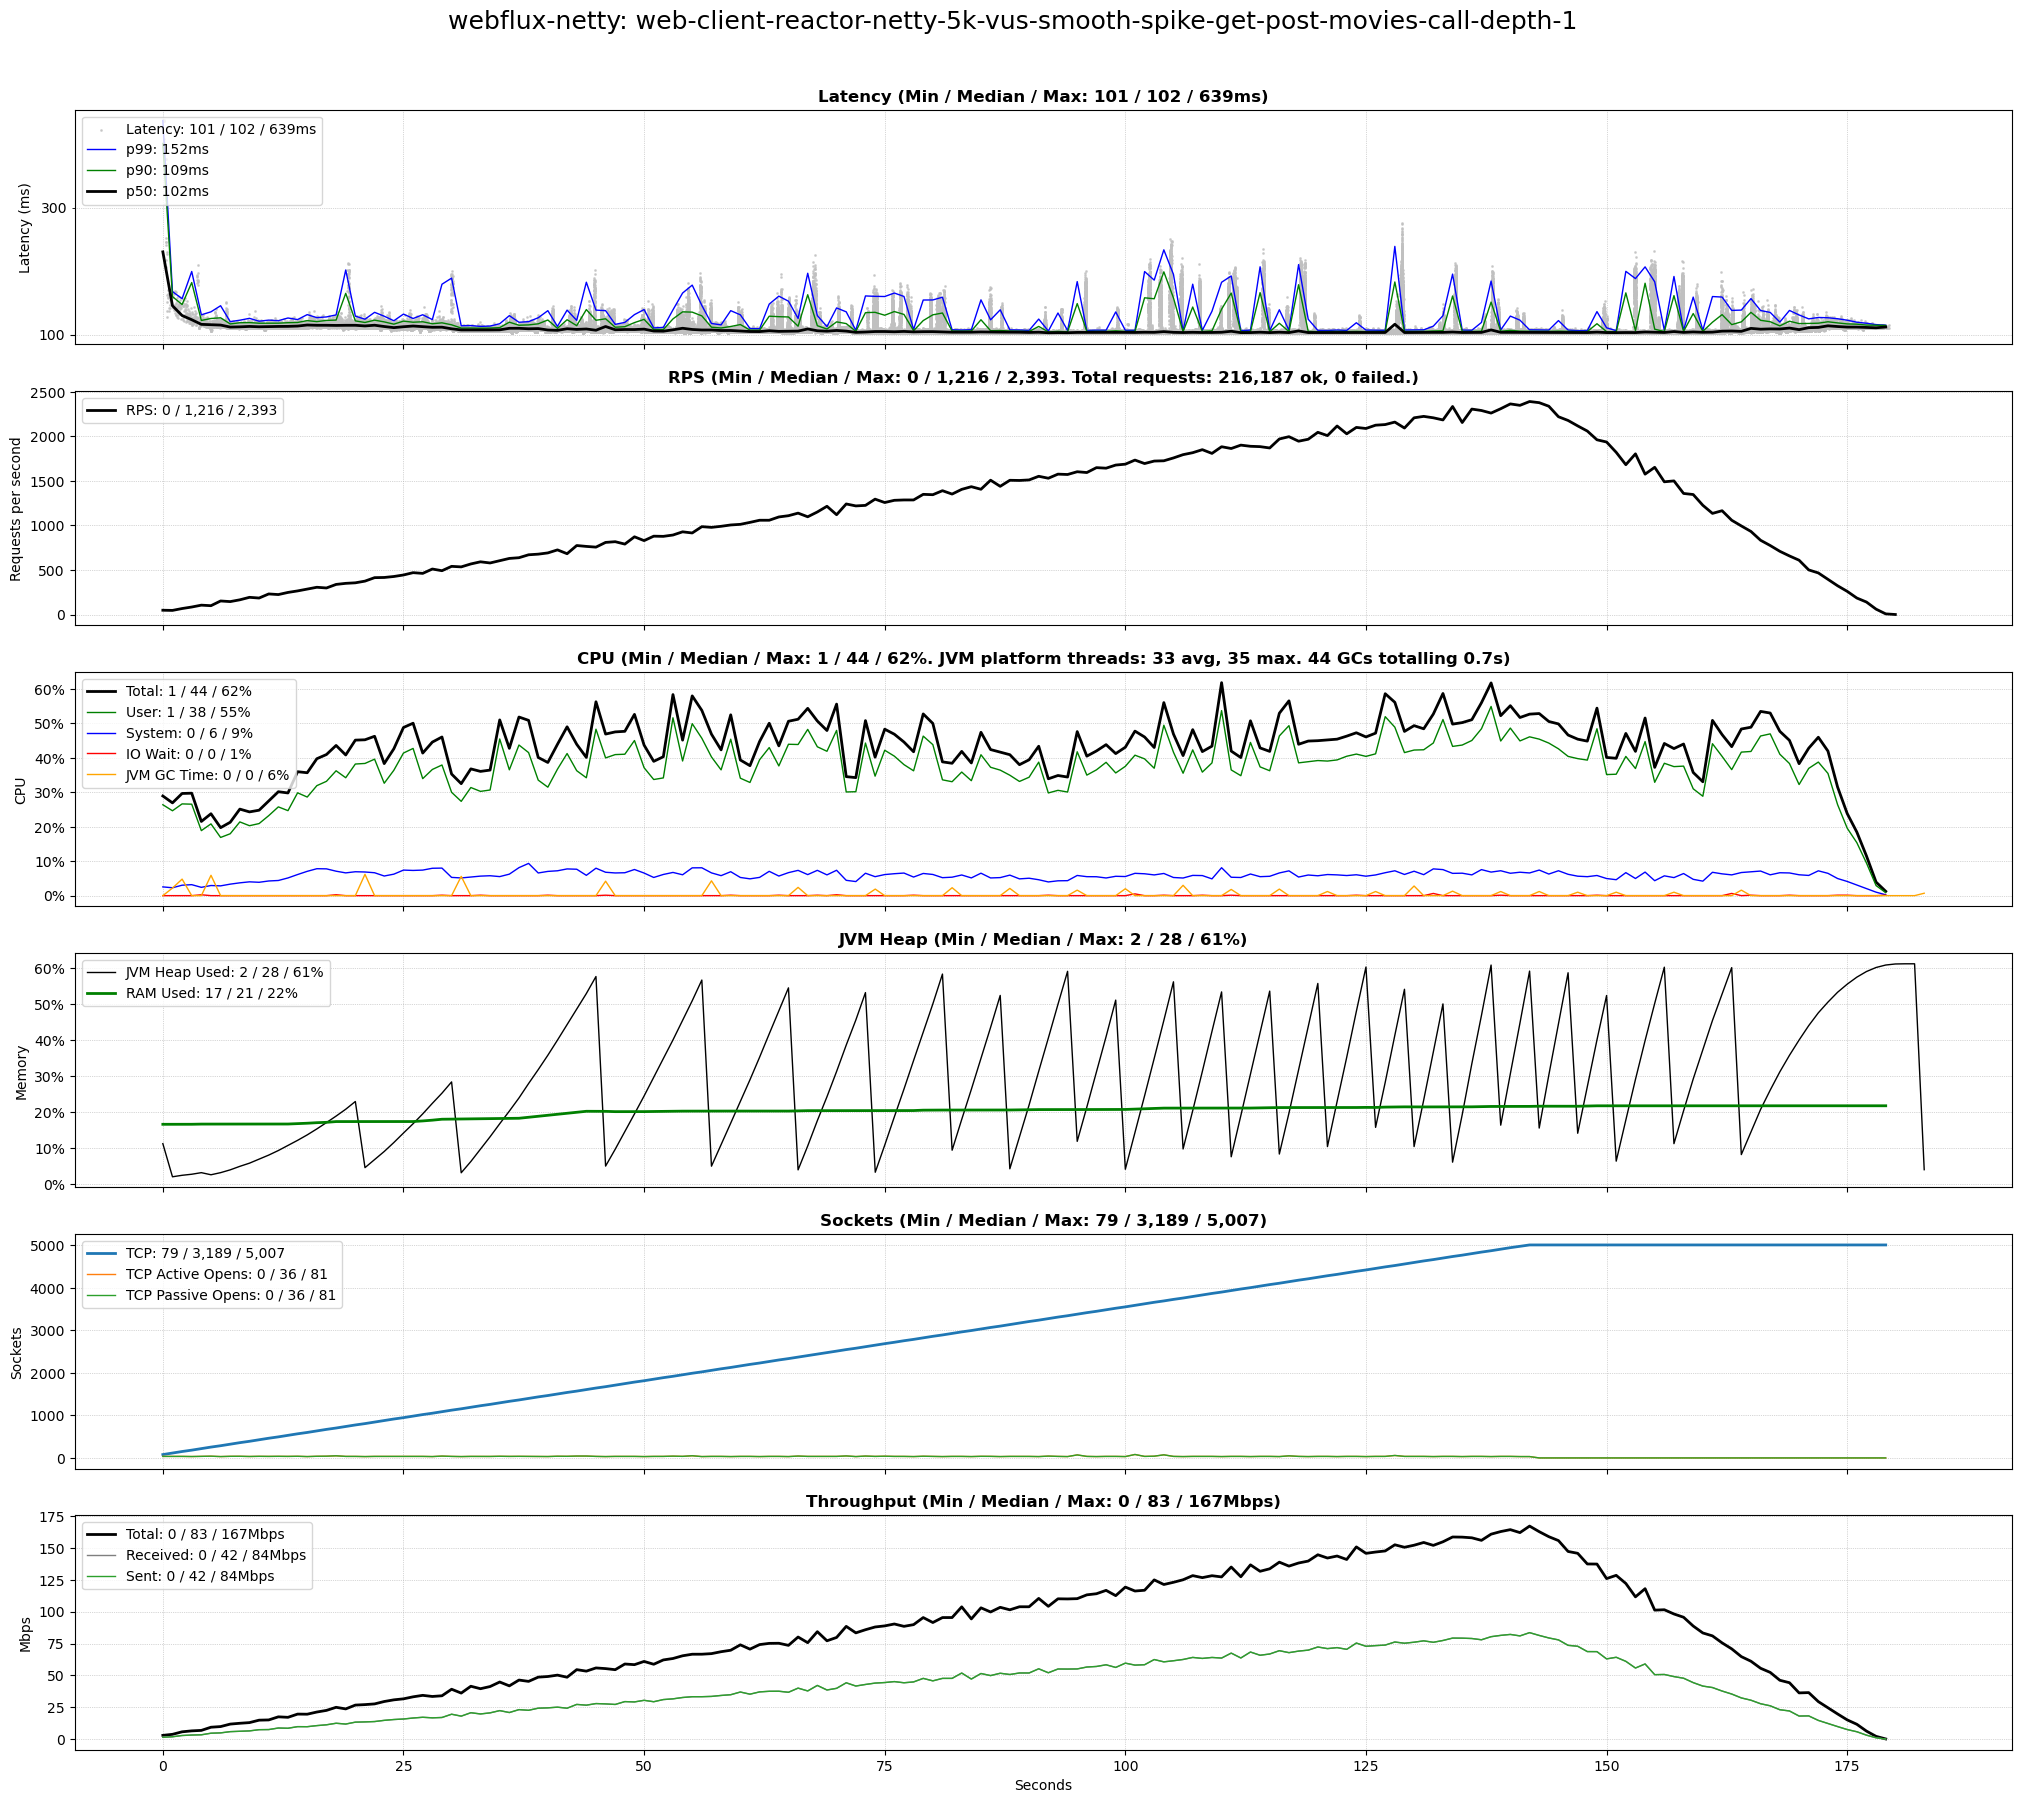 webflux-netty: web-client-reactor-netty-5k-vus-smooth-spike-get-post-movies-call-depth-1
Latency (Min / Median / Max: 101 / 102 / 639ms)
Latency: 101 / 102 / 639ms
p99: 152ms
p90: 109ms
p50: 102ms
Latency (ms)
300
100
RPS (Min / Median / Max: 0 / 1,216 / 2,393. Total requests: 216,187 ok, 0 failed.)
RPS: 0 / 1,216 / 2,393
Requests per second
2500
2000
1500
1000
500
0
CPU (Min / Median / Max: 1 / 44 / 62%. JVM platform threads: 33 avg, 35 max. 44 GCs totalling 0.7s)
Total: 1 / 44 / 62%
User: 1 / 38 / 55%
System: 0 / 6 / 9%
IO Wait: 0 / 0 / 1%
JVM GC Time: 0 / 0 / 6%
CPU
60%
50%
40%
30%
20%
10%
0%
JVM Heap (Min / Median / Max: 2 / 28 / 61%)
JVM Heap Used: 2 / 28 / 61%
RAM Used: 17 / 21 / 22%
Memory
60%
50%
40%
30%
20%
10%
0%
Sockets (Min / Median / Max: 79 / 3,189 / 5,007)
TCP: 79 / 3,189 / 5,007
TCP Active Opens: 0 / 36 / 81
TCP Passive Opens: 0 / 36 / 81
Sockets
5000
4000
3000
2000
1000
0
Throughput (Min / Median / Max: 0 / 83 / 167Mbps)
Total: 0 / 83 / 167Mbps
Received: 0 / 42 / 84Mbps
Sent: 0 / 42 / 84Mbps
Mbps
175
150
125
100
75
50
25
0
0 25 50 75 100 125 150 175
Seconds